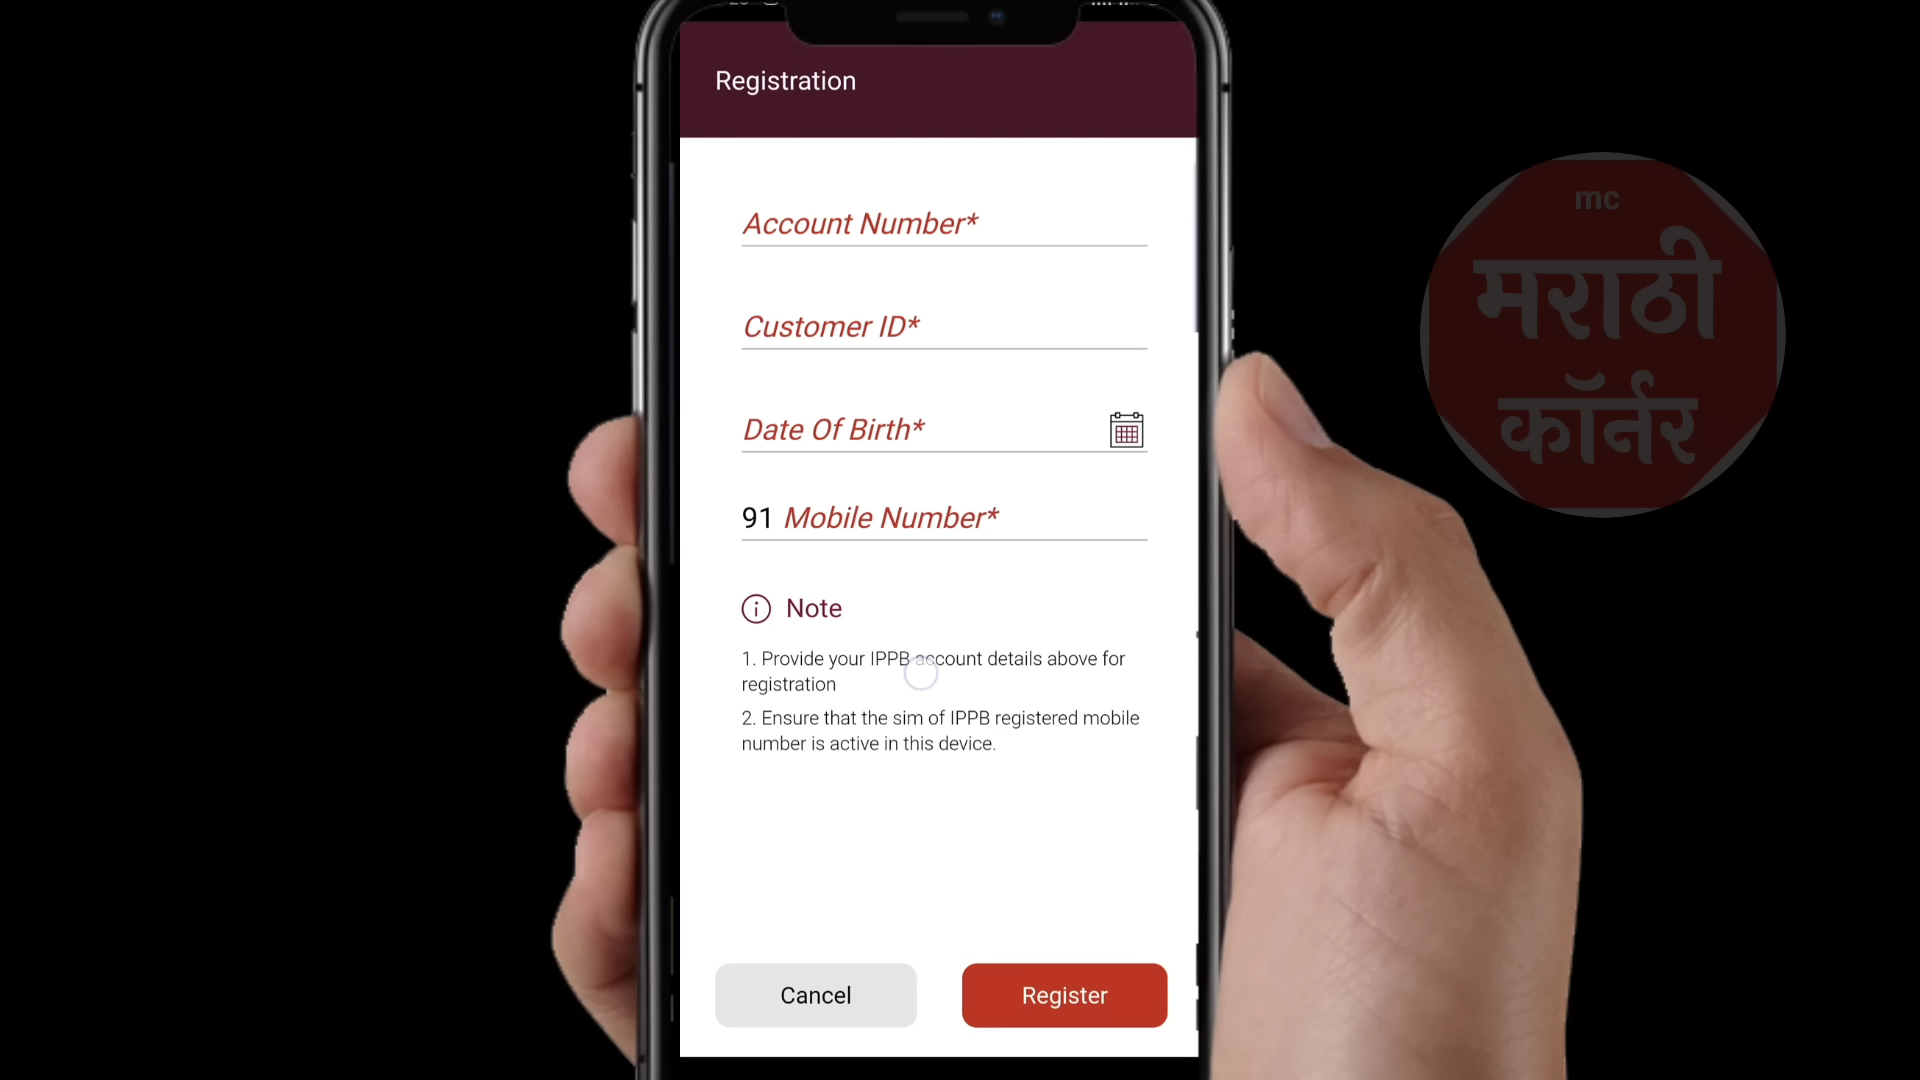 Registration
Account Number*
Customer ID*
Date Of Birth*
91 Mobile Number*
Note
1. Provide your IPPB account details above for
registration
2. Ensure that the sim of IPPB registered mobile
number is active in this device.
Cancel
Register
mc
मराठी
कॉर्नर